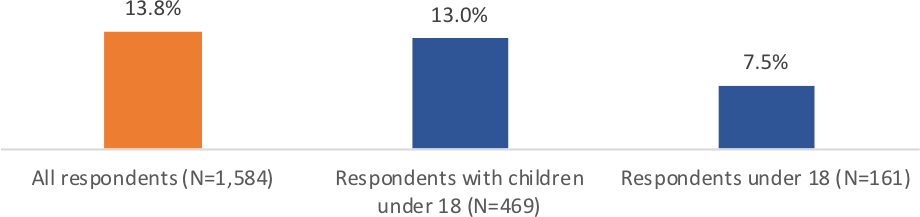 13.8%
13.0%
7.5%
All respondents (N=1,584)
Respondents with children
under 18 (N=469)
Respondents under 18 (N=161)